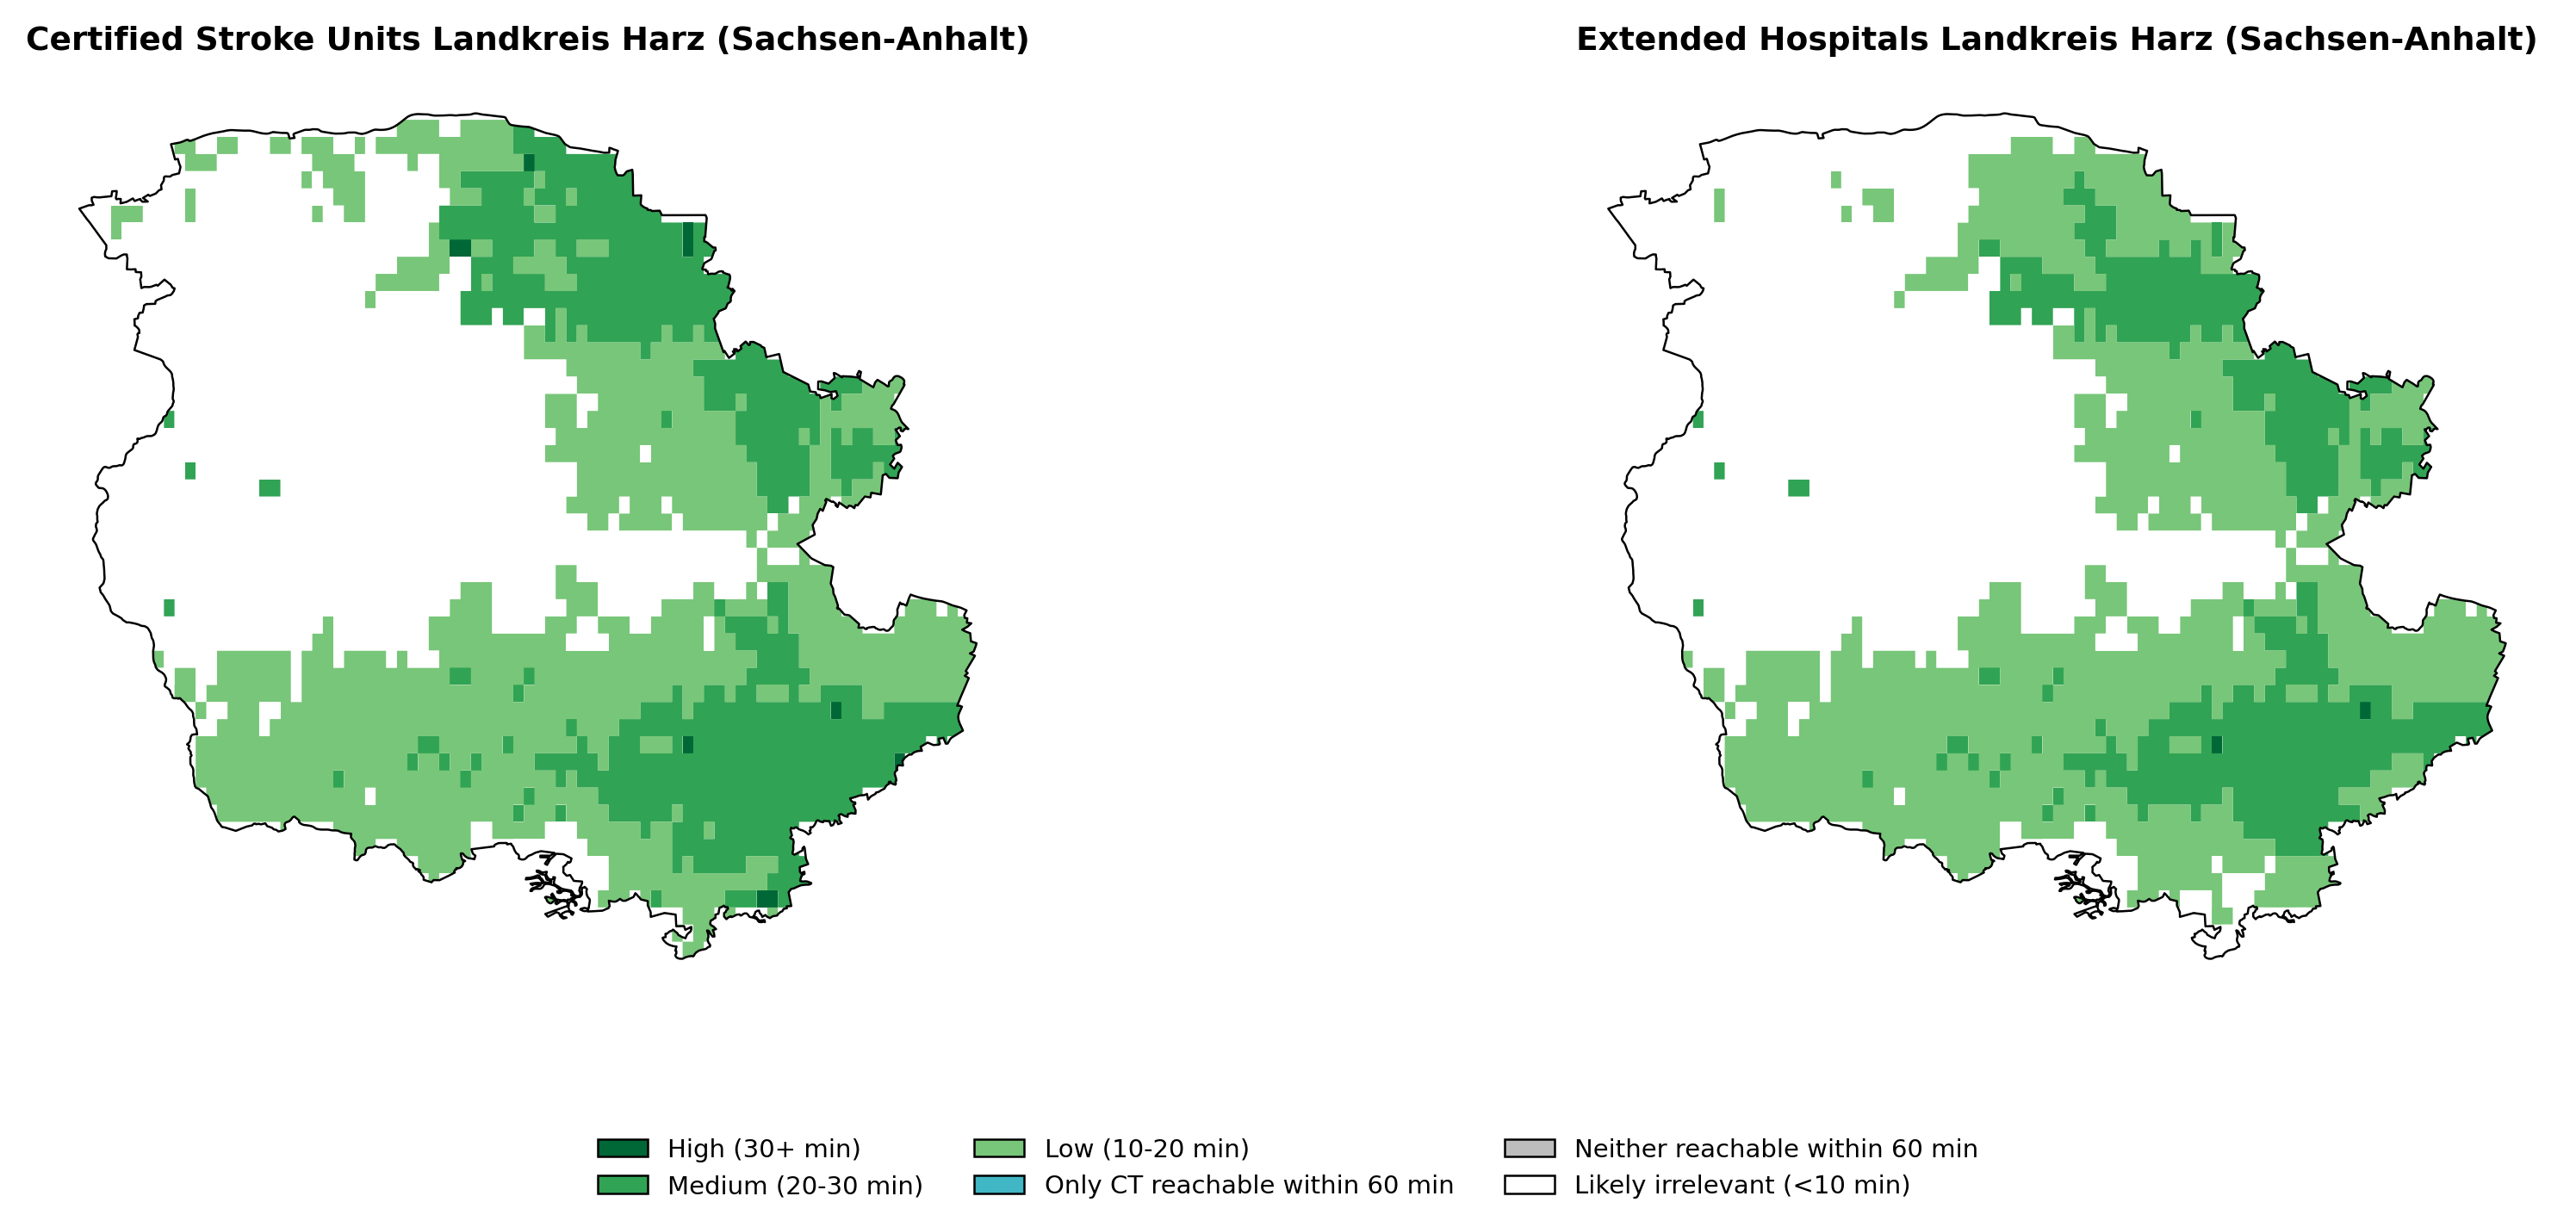 Certified Stroke Units Landkreis Harz (Sachsen-Anhalt)
Extended Hospitals Landkreis Harz (Sachsen-Anhalt)
High (30+ min)
Medium (20-30 min)
Low (10-20 min)
Only CT reachable within 60 min
Neither reachable within 60 min
Likely irrelevant (<10 min)